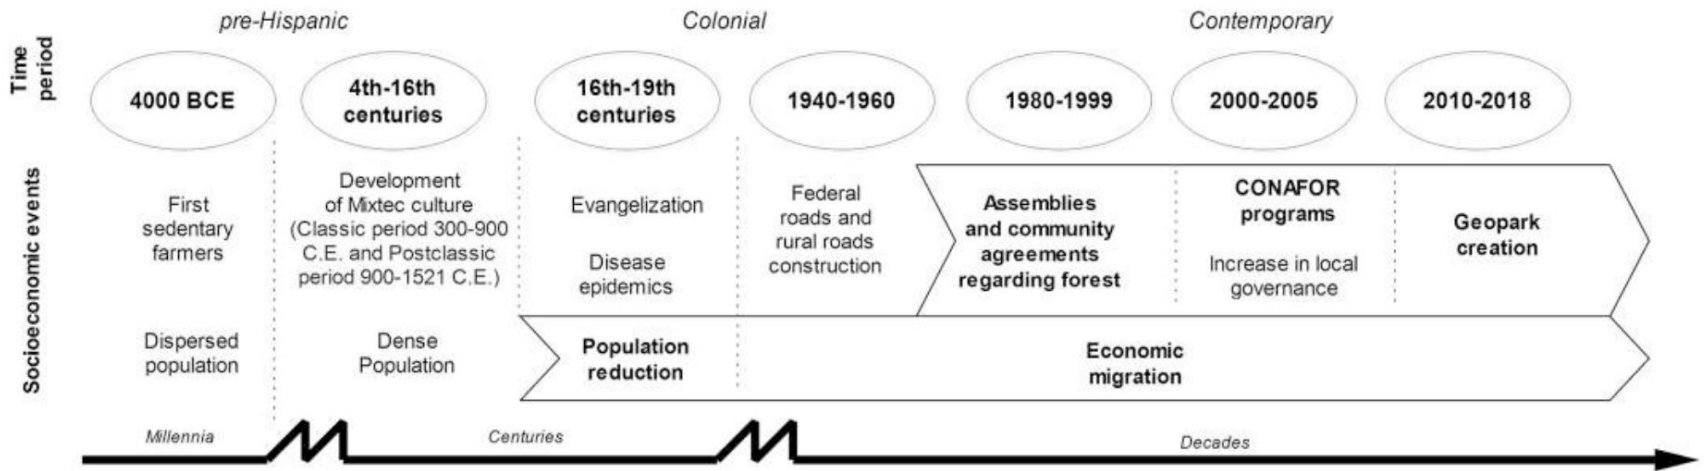 pre-Hispanic
Colonial
Contemporary
Time
period
4000 BCE
4th-16th
centuries
16th-19th
centuries
1940-1960
1980-1999
2000-2005
2010-2018
Socioeconomic events
First
sedentary
farmers
Development
of Mixtec culture
(Classic period 300-900
C.E. and Postclassic
period 900-1521 C.E.)
Evangelization
Disease
epidemics
Federal
roads and
rural roads
construction
Assemblies
and community
agreements
regarding forest
CONAFOR
programs
Increase in local
governance
Geopark
creation
Dispersed
population
Dense
Population
Population
reduction
Economic
migration
Millennia
Centuries
Decades